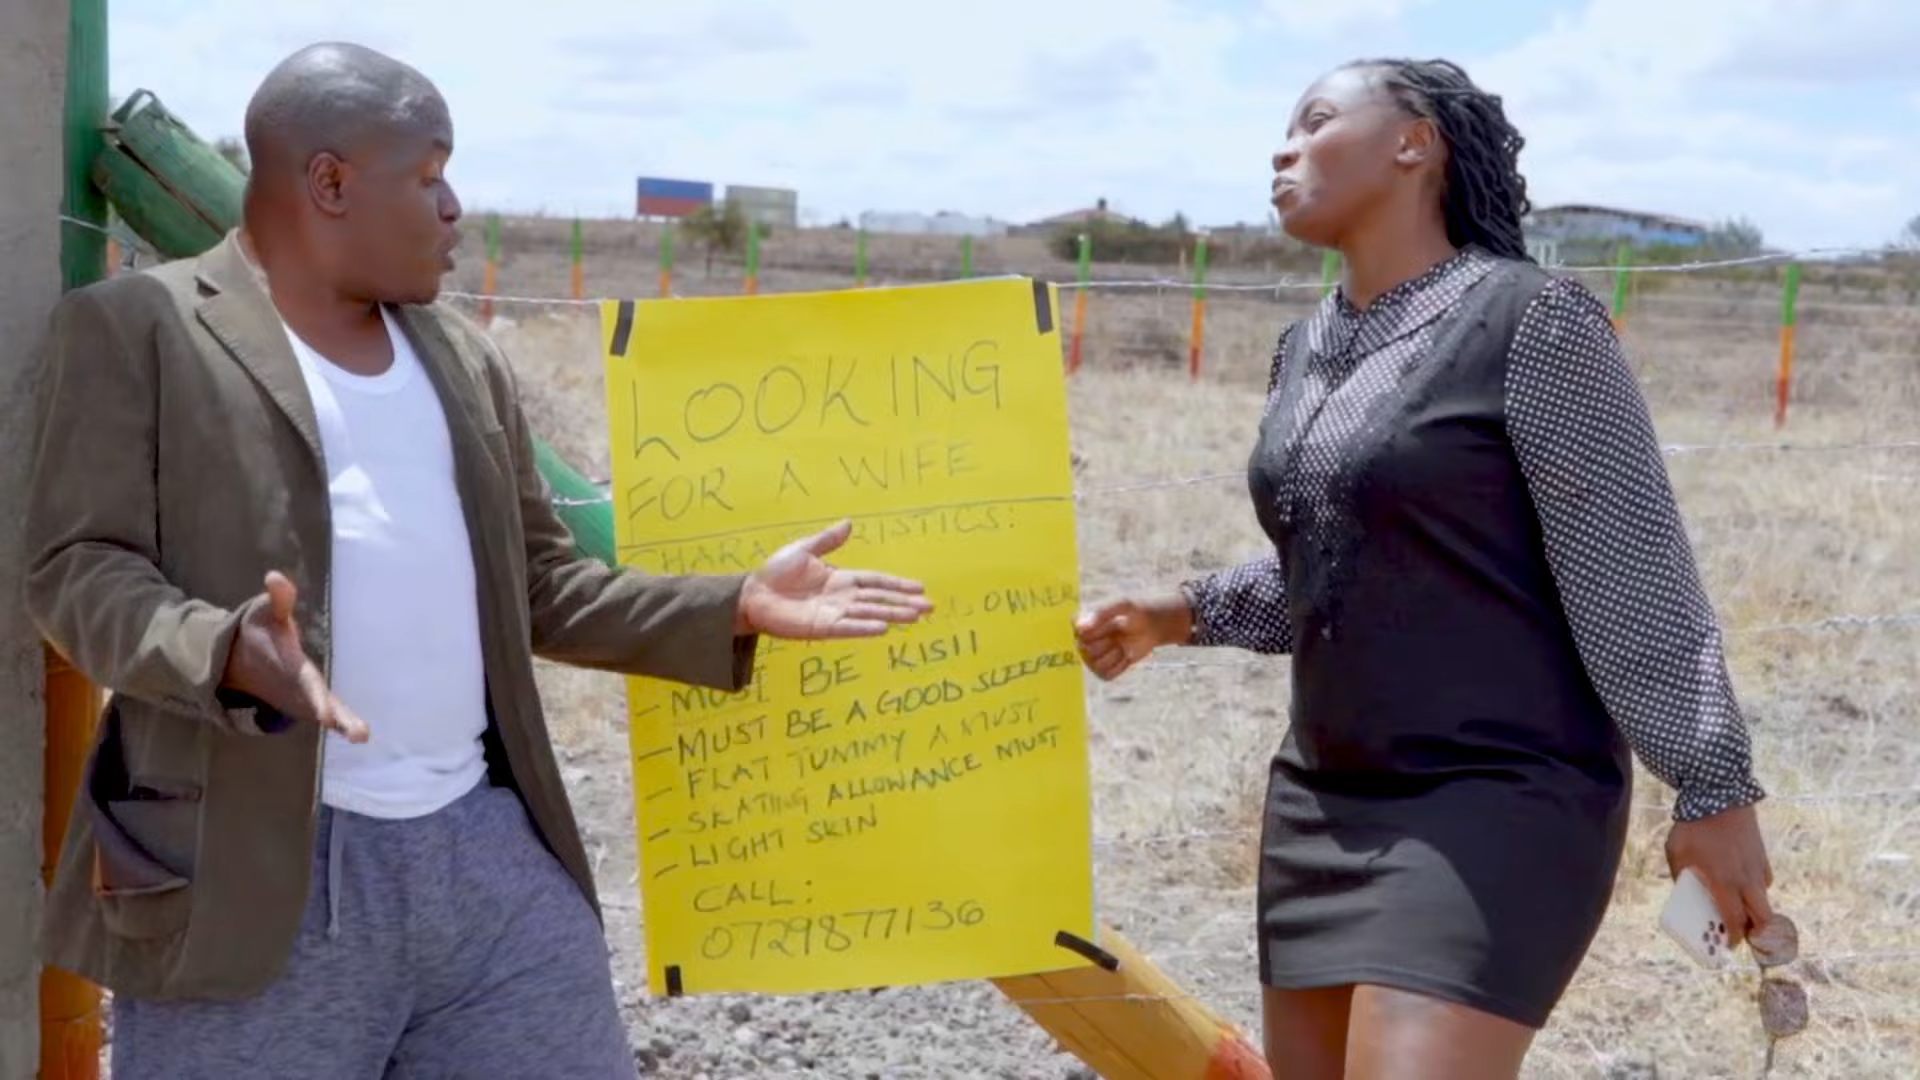 LOOKING
FOR A WIFE
OWNER
- MUST BE KISII
- MUST BE A GOOD SLEEPER
- FLAT TUMMY A MUST
- SKATING ALLOWANCE MUST
- LIGHT SKIN
CALL:
0729877136